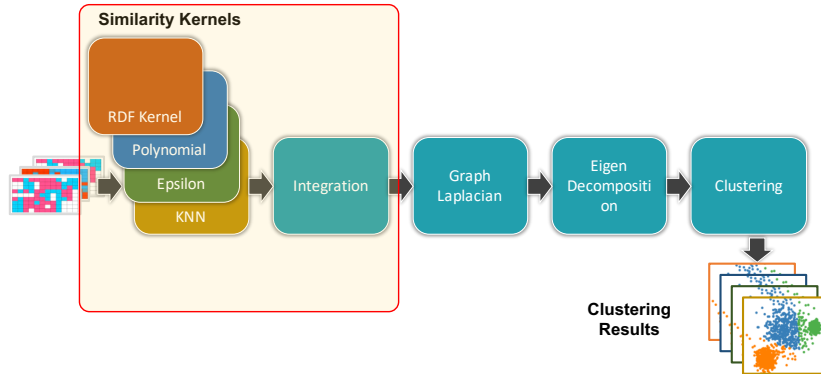 Similarity Kernels
RDF Kernel
Polynomial
Epsilon
KNN
Integration
Graph
Laplacian
Eigen
Decompositi
on
Clustering
Clustering
Results